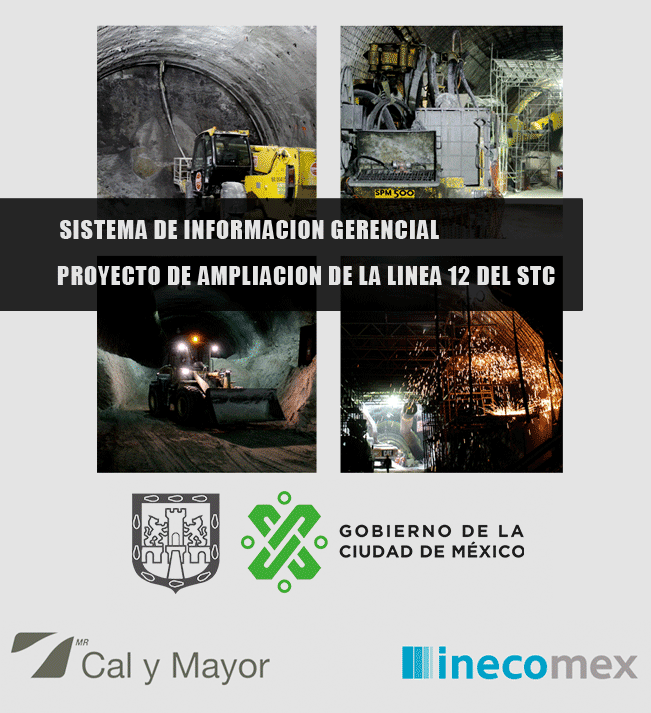 SPM 500
SISTEMA DE INFORMACION GERENCIAL
PROYECTO DE AMPLIACION DE LA LINEA 12 DEL STC
CAT
GOBIERNO DE LA
CIUDAD DE MÉXICO
MR
Cal y Mayor
inecomex